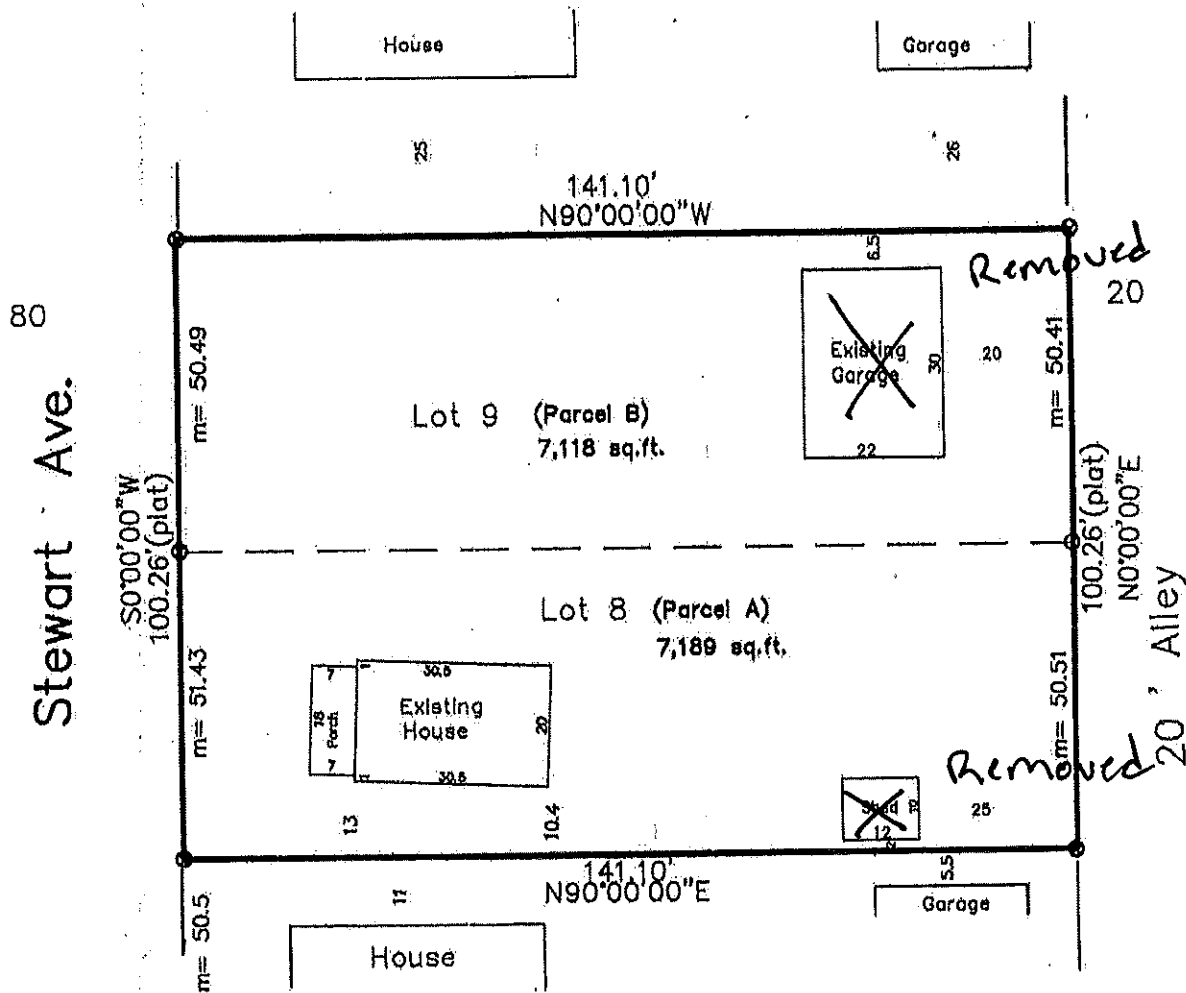 House
Garage
25
26
141.10'
N90'00'00"W
6.5
Removed
20
80
Stewart Ave.
m= 50.49
Existing
Garage
30
20
22
m= 50.41
Lot 9 (Parcel B)
7,118 sq.ft.
S0'00'00"W
100.26'(plat)
100.26'(plat)
N0'00'00"E
20 ' Alley
Lot 8 (Parcel A)
7,189 sq.ft.
m= 51.43
m= 50.51
7
18
Porch
7
1
30.5
Existing
House
20
1
30.5
13
10.4
Removed
Shed
10
12
2
25
141.10'
N90'00'00"E
5.5
Garage
11
m= 50.5
House